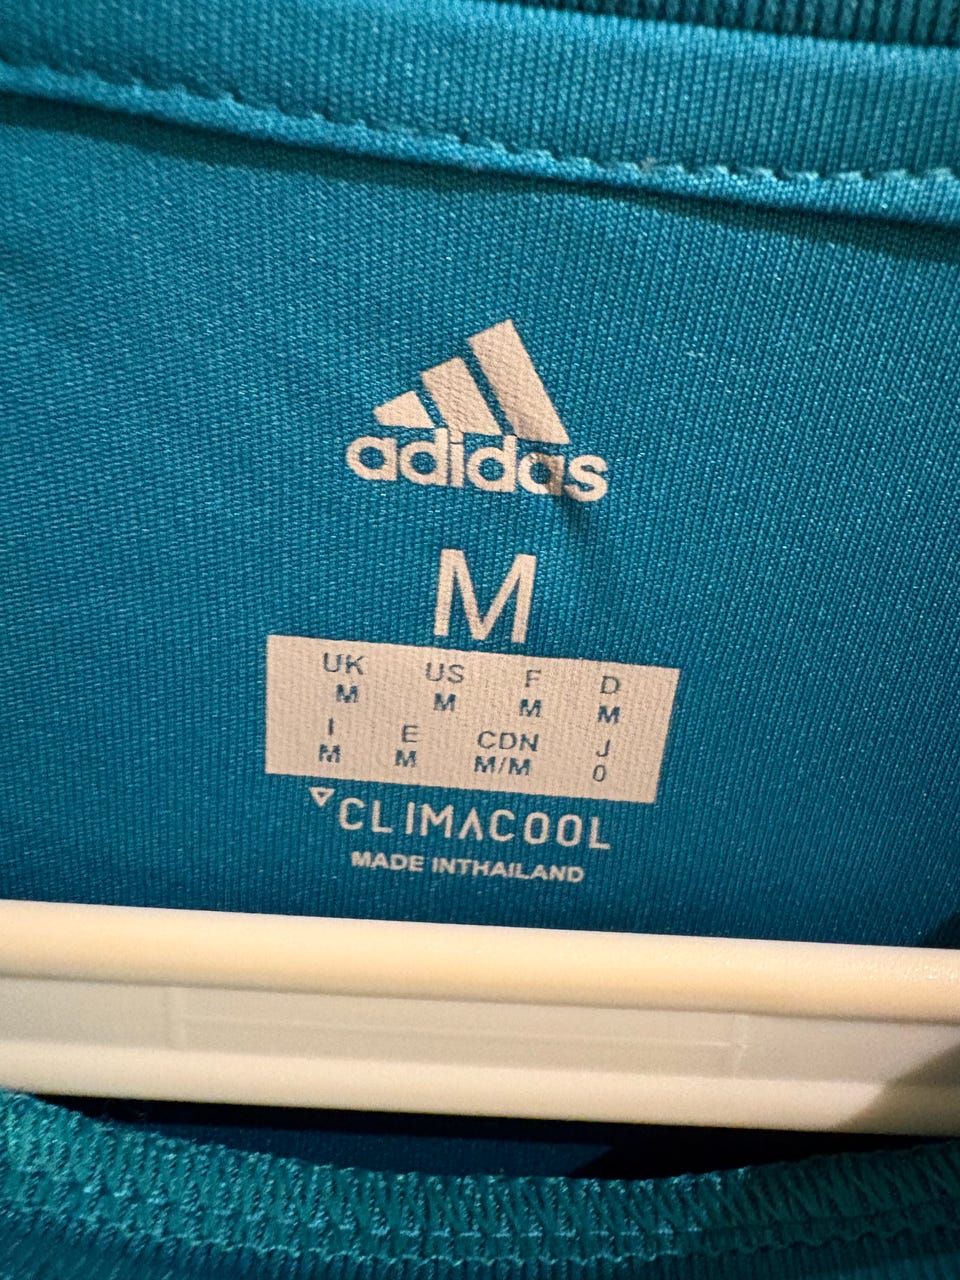 adidas
M
UK US F D
M M M M
I E CDN J
M M M/M O
CLIMACOOL
MADE INTHAILAND